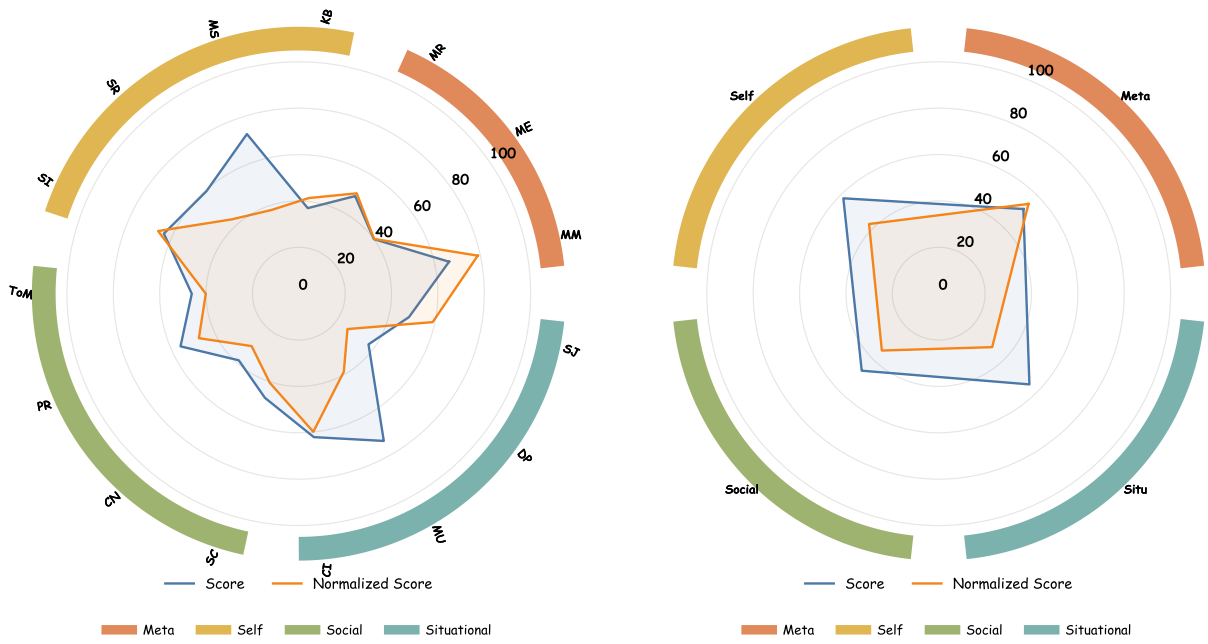 KB
MS
SR
SI
MR
ME
MM
100
80
60
40
20
0
ToM
PR
CN
SC
CI
MU
DP
SJ
Score
Normalized Score
Meta
Self
Social
Situational
Self
Meta
100
80
60
40
20
0
Social
Situ
Score
Normalized Score
Meta
Self
Social
Situational